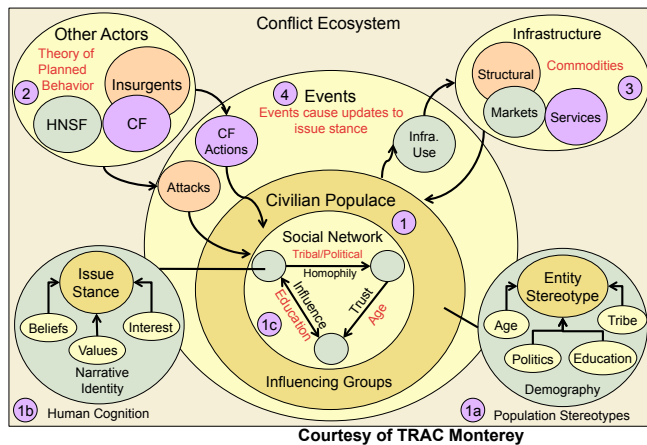 Conflict Ecosystem
Other Actors
Theory of
Planned
Behavior
Insurgents
2
HNSF
CF
Infrastructure
Structural
Commodities
3
Markets
Services
4
Events
Events cause updates to
issue stance
CF
Actions
Infra.
Use
Attacks
Civilian Populace
1
Social Network
Tribal/Political
Homophily
Influence
Education
Trust
Age
1c
Influencing Groups
Issue
Stance
Beliefs
Interest
Values
Narrative
Identity
1b
Human Cognition
Entity
Stereotype
Age
Tribe
Politics
Education
Demography
1a
Population Stereotypes
Courtesy of TRAC Monterey